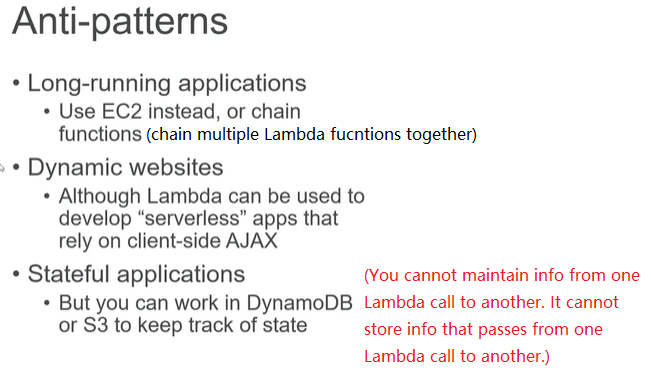 Anti-patterns
• Long-running applications
• Use EC2 instead, or chain
functions (chain multiple Lambda fucntions together)
• Dynamic websites
• Although Lambda can be used to
develop “serverless” apps that
rely on client-side AJAX
• Stateful applications
• But you can work in DynamoDB
or S3 to keep track of state
(You cannot maintain info from one
Lambda call to another. It cannot
store info that passes from one
Lambda call to another.)